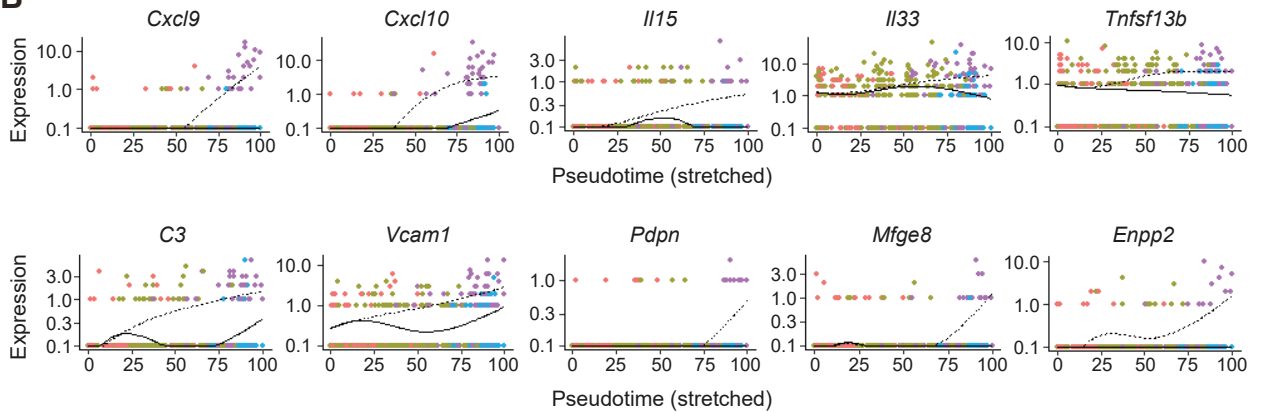 B
Cxcl9 Cxcl10 Il15 Il33 Tnfsf13b
Expression
10.0 1.0 0.1
0 25 50 75 100
10.0 1.0 0.1
0 25 50 75 100
3.0 1.0 0.3 0.1
0 25 50 75 100
10.0 1.0 0.1
0 25 50 75 100
10.0 1.0 0.1
0 25 50 75 100
Pseudotime (stretched)
C3 Vcam1 Pdpn Mfge8 Enpp2
Expression
3.0 1.0 0.3 0.1
0 25 50 75 100
10.0 1.0 0.1
0 25 50 75 100
1.0 0.1
0 25 50 75 100
3.0 1.0 0.3 0.1
0 25 50 75 100
10.0 1.0 0.1
0 25 50 75 100
Pseudotime (stretched)